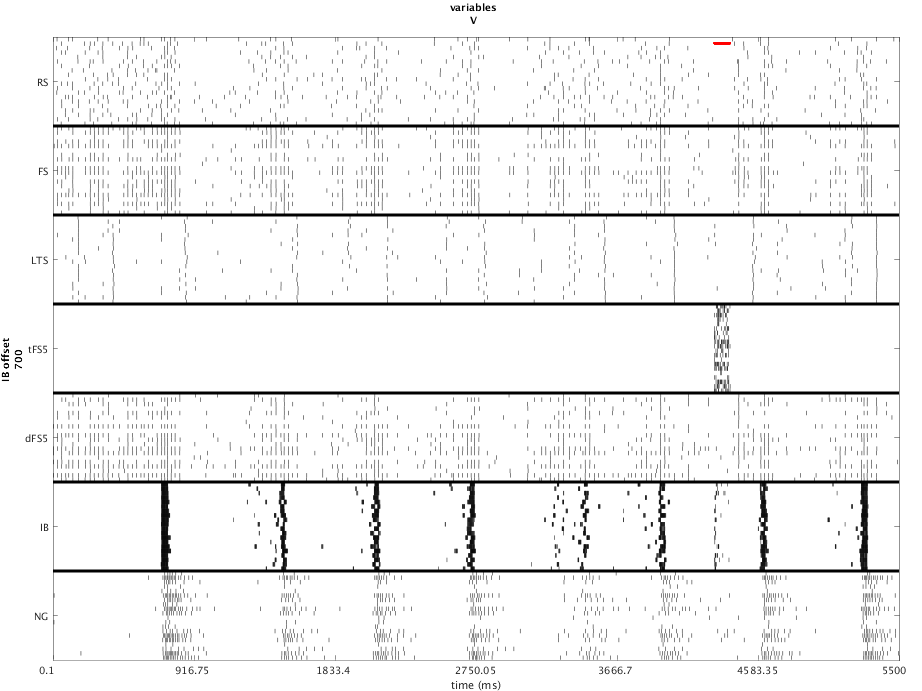 variables
V
RS
FS
LTS
tFS5
dFS5
IB
NG
IB offset
700
0.1
916.75
1833.4
2750.05
3666.7
4583.35
5500
time (ms)